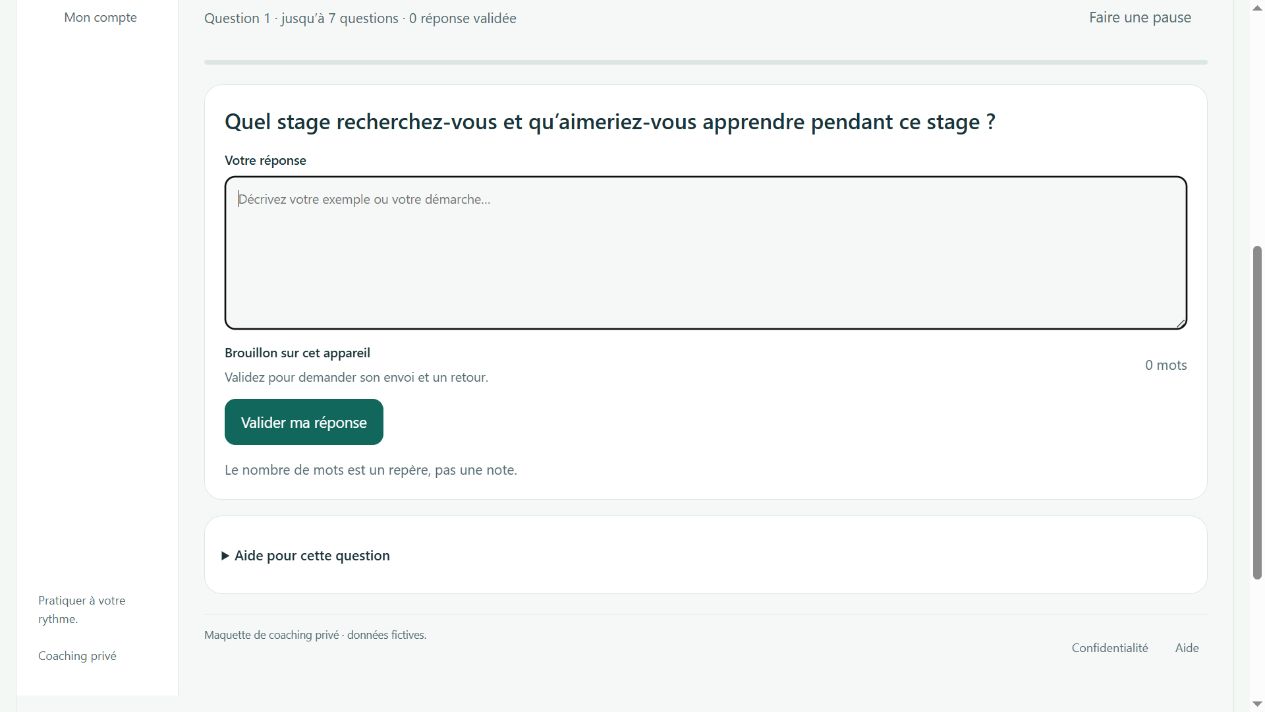 Mon compte
Question 1 · jusqu’à 7 questions · 0 réponse validée
Faire une pause
Quel stage recherchez-vous et qu’aimeriez-vous apprendre pendant ce stage ?
Votre réponse
Décrivez votre exemple ou votre démarche...
Brouillon sur cet appareil
0 mots
Validez pour demander son envoi et un retour.
Valider ma réponse
Le nombre de mots est un repère, pas une note.
Aide pour cette question
Pratiquer à votre
rythme.
Coaching privé
Maquette de coaching privé · données fictives.
Confidentialité
Aide